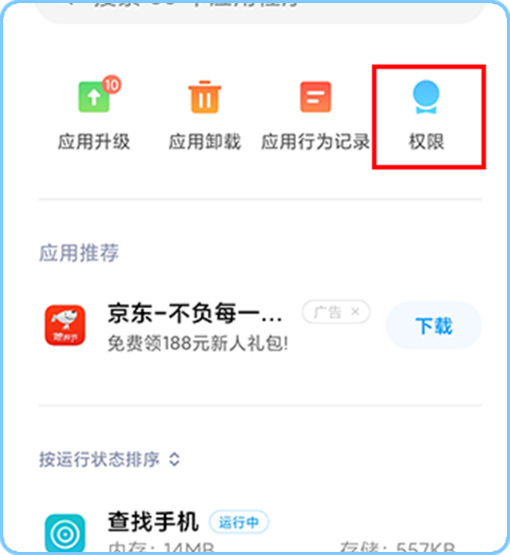 10
应用升级
应用卸载
应用行为记录
权限
应用推荐
京东-不负每一...
广告 ×
免费领188元新人礼包!
下载
按运行状态排序
查找手机
运行中
内存: 14MB
存储: 557KB